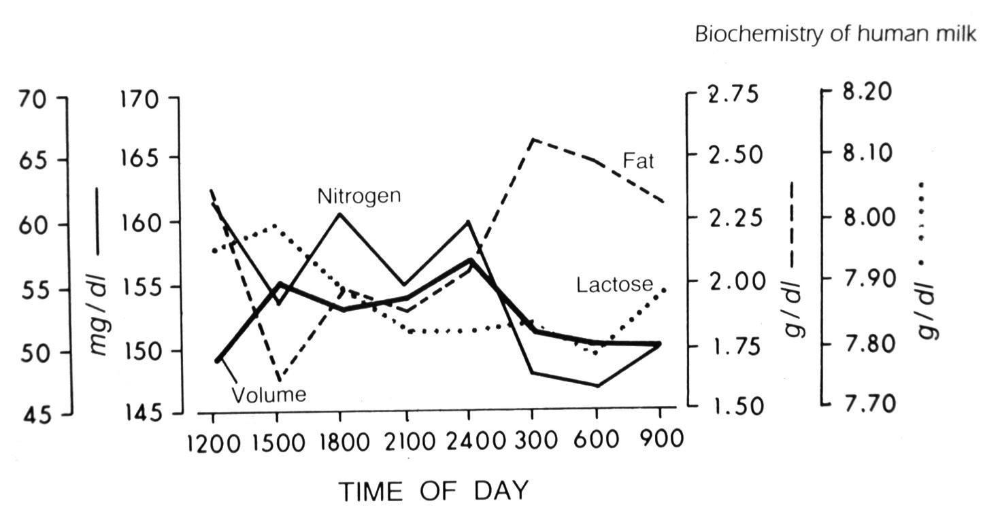 Biochemistry of human milk
70 170 2.75 8.20
65 165 2.50 8.10
60 160 2.25 8.00
55 155 2.00 7.90
50 150 1.75 7.80
45 145 1.50 7.70
mg/dl
g/dl
g/dl
Nitrogen
Fat
Lactose
Volume
1200 1500 1800 2100 2400 300 600 900
TIME OF DAY